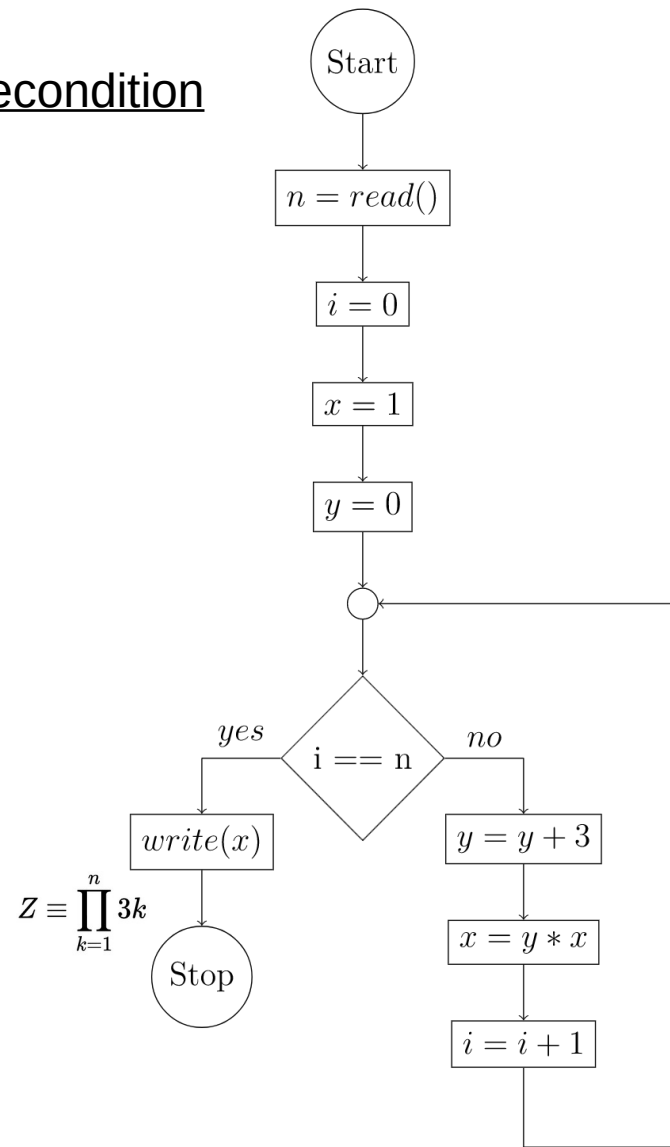 Start
econdition
n = read()
i = 0
x = 1
y = 0
yes
no
i == n
write(x)
y = y + 3
Z ≡ ∏_{k=1}^{n} 3k
x = y * x
Stop
i = i + 1